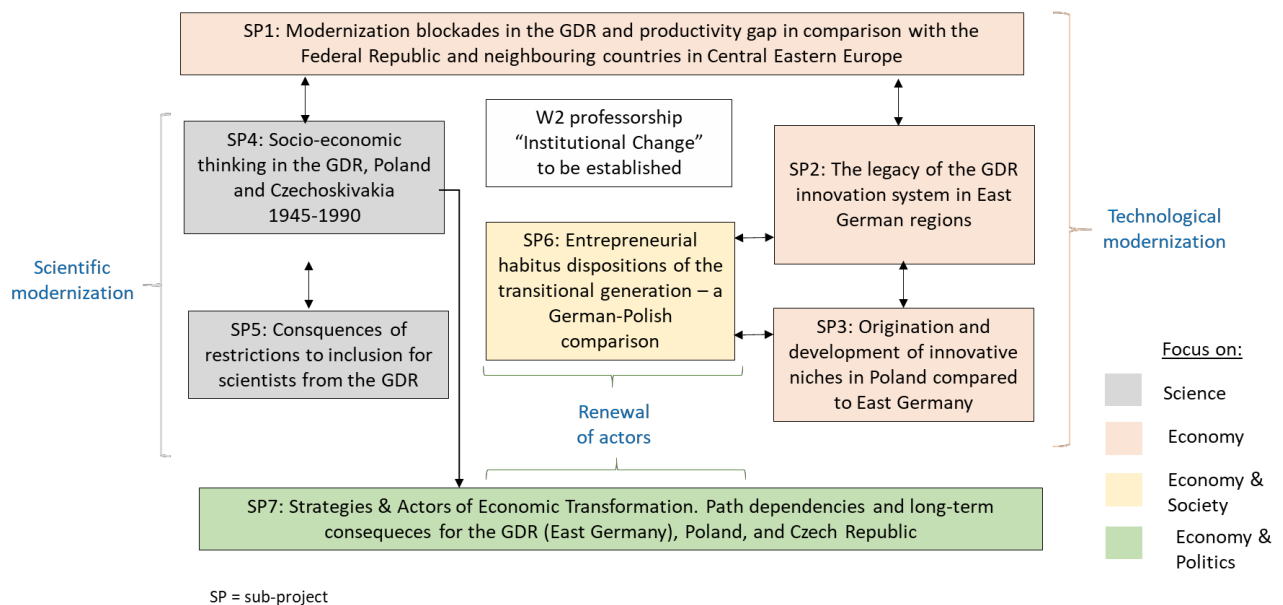 SP1: Modernization blockades in the GDR and productivity gap in comparison with the
Federal Republic and neighbouring countries in Central Eastern Europe
SP4: Socio-economic
thinking in the GDR, Poland
and Czechoskivakia
1945-1990
W2 professorship
“Institutional Change”
to be established
SP2: The legacy of the GDR
innovation system in East
German regions
Technological
modernization
Scientific
modernization
SP6: Entrepreneurial
habitus dispositions of the
transitional generation – a
German-Polish
comparison
SP5: Consquences of
restrictions to inclusion for
scientists from the GDR
SP3: Origination and
development of innovative
niches in Poland compared
to East Germany
Renewal
of actors
Focus on:
Science
Economy
Economy &
Society
Economy &
Politics
SP7: Strategies & Actors of Economic Transformation. Path dependencies and long-term
consequeces for the GDR (East Germany), Poland, and Czech Republic
SP = sub-project